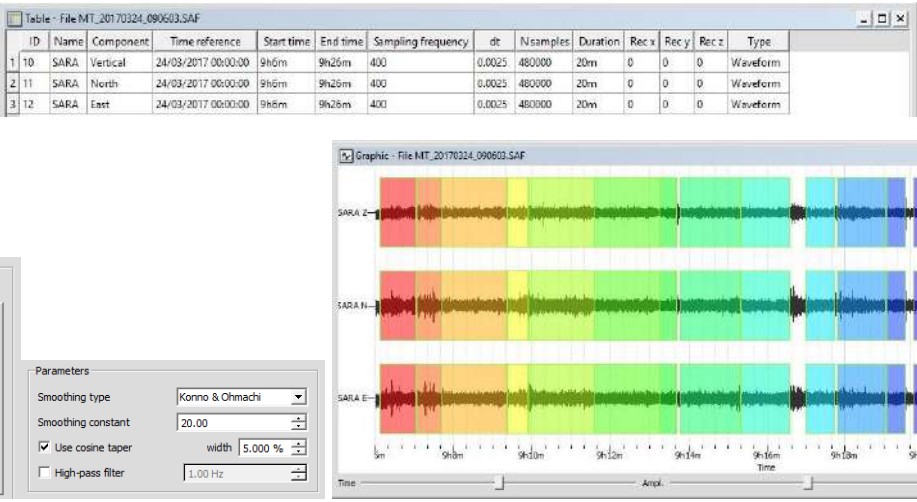 Table - File MT_20170324_090603.SAF
ID Name Component Time reference Start time End time Sampling frequency dt N samples Duration Rec x Rec y Rec z Type
1 10 SARA Vertical 24/03/2017 00:00:00 9h6m 9h26m 400 0.0025 480000 20m 0 0 0 Waveform
2 11 SARA North 24/03/2017 00:00:00 9h6m 9h26m 400 0.0025 480000 20m 0 0 0 Waveform
3 12 SARA East 24/03/2017 00:00:00 9h6m 9h26m 400 0.0025 480000 20m 0 0 0 Waveform
Graphic - File MT_20170324_090603.SAF
SARA Z
SARA N
SARA E
9h8m 9h10m 9h12m 9h14m 9h16m 9h18m
Time
Time Ampl.
Parameters
Smoothing type Konno & Ohmachi
Smoothing constant 20.00
Use cosine taper width 5.000 %
High-pass filter 1.00 Hz